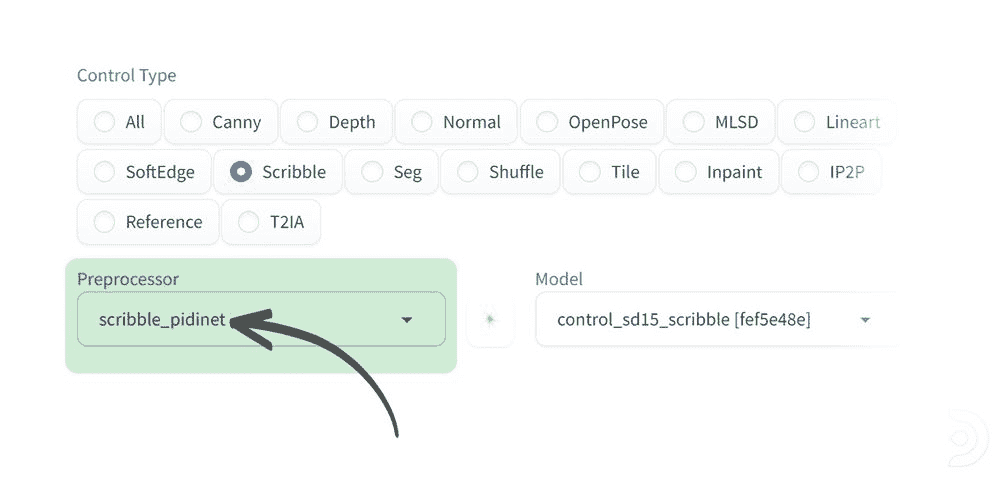 Control Type
All Canny Depth Normal OpenPose MLSD Lineart
SoftEdge Scribble Seg Shuffle Tile Inpaint IP2P
Reference T2IA
Preprocessor Model
scribble_pidinet control_sd15_scribble [fef5e48e]